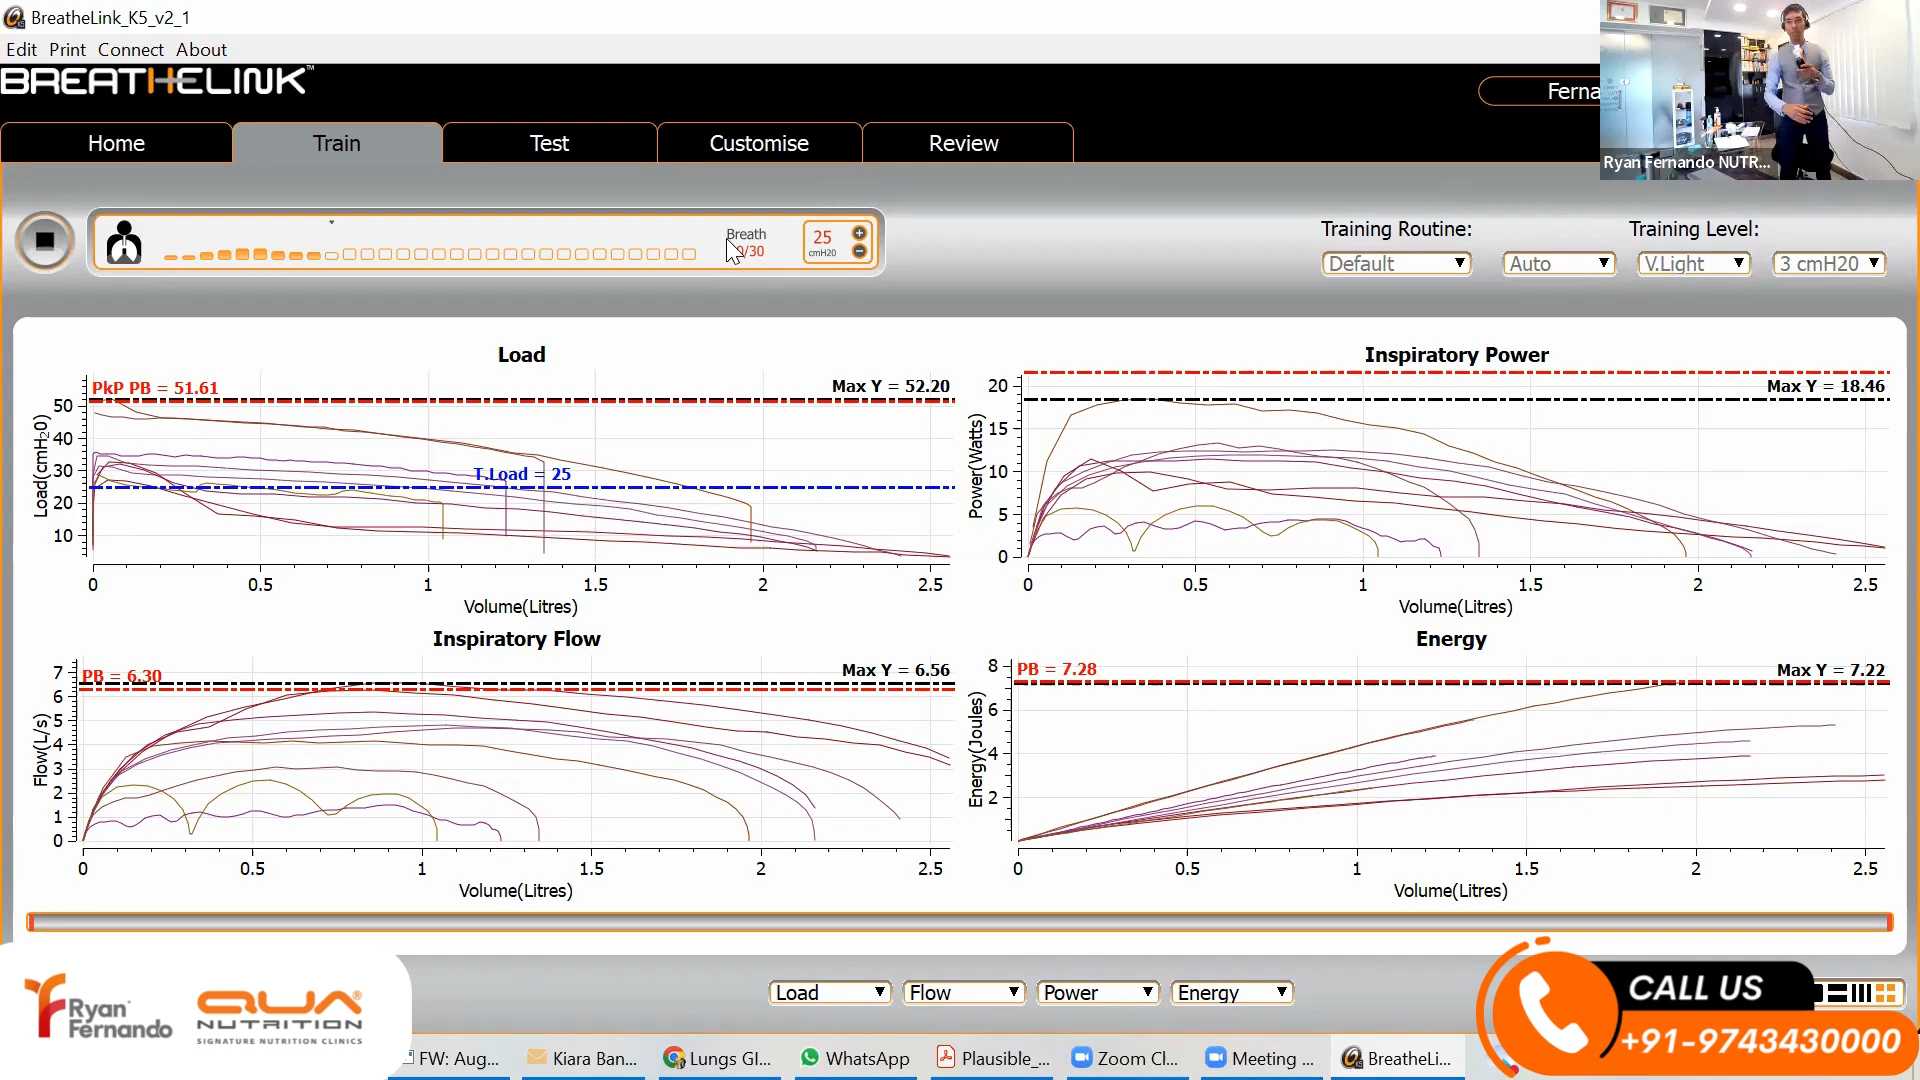 BreatheLink_K5_v2_1
Edit Print Connect About
BREATHELINK™
Ferna
Home Train Test Customise Review
Ryan Fernando NUTR...
Breath
0/30
25
cmH20
Training Routine: Training Level:
Default Auto V.Light 3 cmH20
Load
PkP PB = 51.61
Max Y = 52.20
T.Load = 25
Load(cmH₂0)
50
40
30
20
10
0 0.5 1 1.5 2 2.5
Volume(Litres)
Inspiratory Power
Max Y = 18.46
Power(Watts)
20
15
10
5
0
0 0.5 1 1.5 2 2.5
Volume(Litres)
Inspiratory Flow
PB = 6.30
Max Y = 6.56
Flow(L/s)
7
6
5
4
3
2
1
0
0 0.5 1 1.5 2 2.5
Volume(Litres)
Energy
PB = 7.28
Max Y = 7.22
Energy(Joules)
8
6
4
2
0 0.5 1 1.5 2 2.5
Volume(Litres)
Load Flow Power Energy
Ryan
Fernando
QUA
NUTRITION
SIGNATURE NUTRITION CLINICS
CALL US
+91-9743430000
FW: Aug... Kiara Ban... Lungs GI... WhatsApp Plausible_... Zoom Cl... Meeting ... BreatheLi...